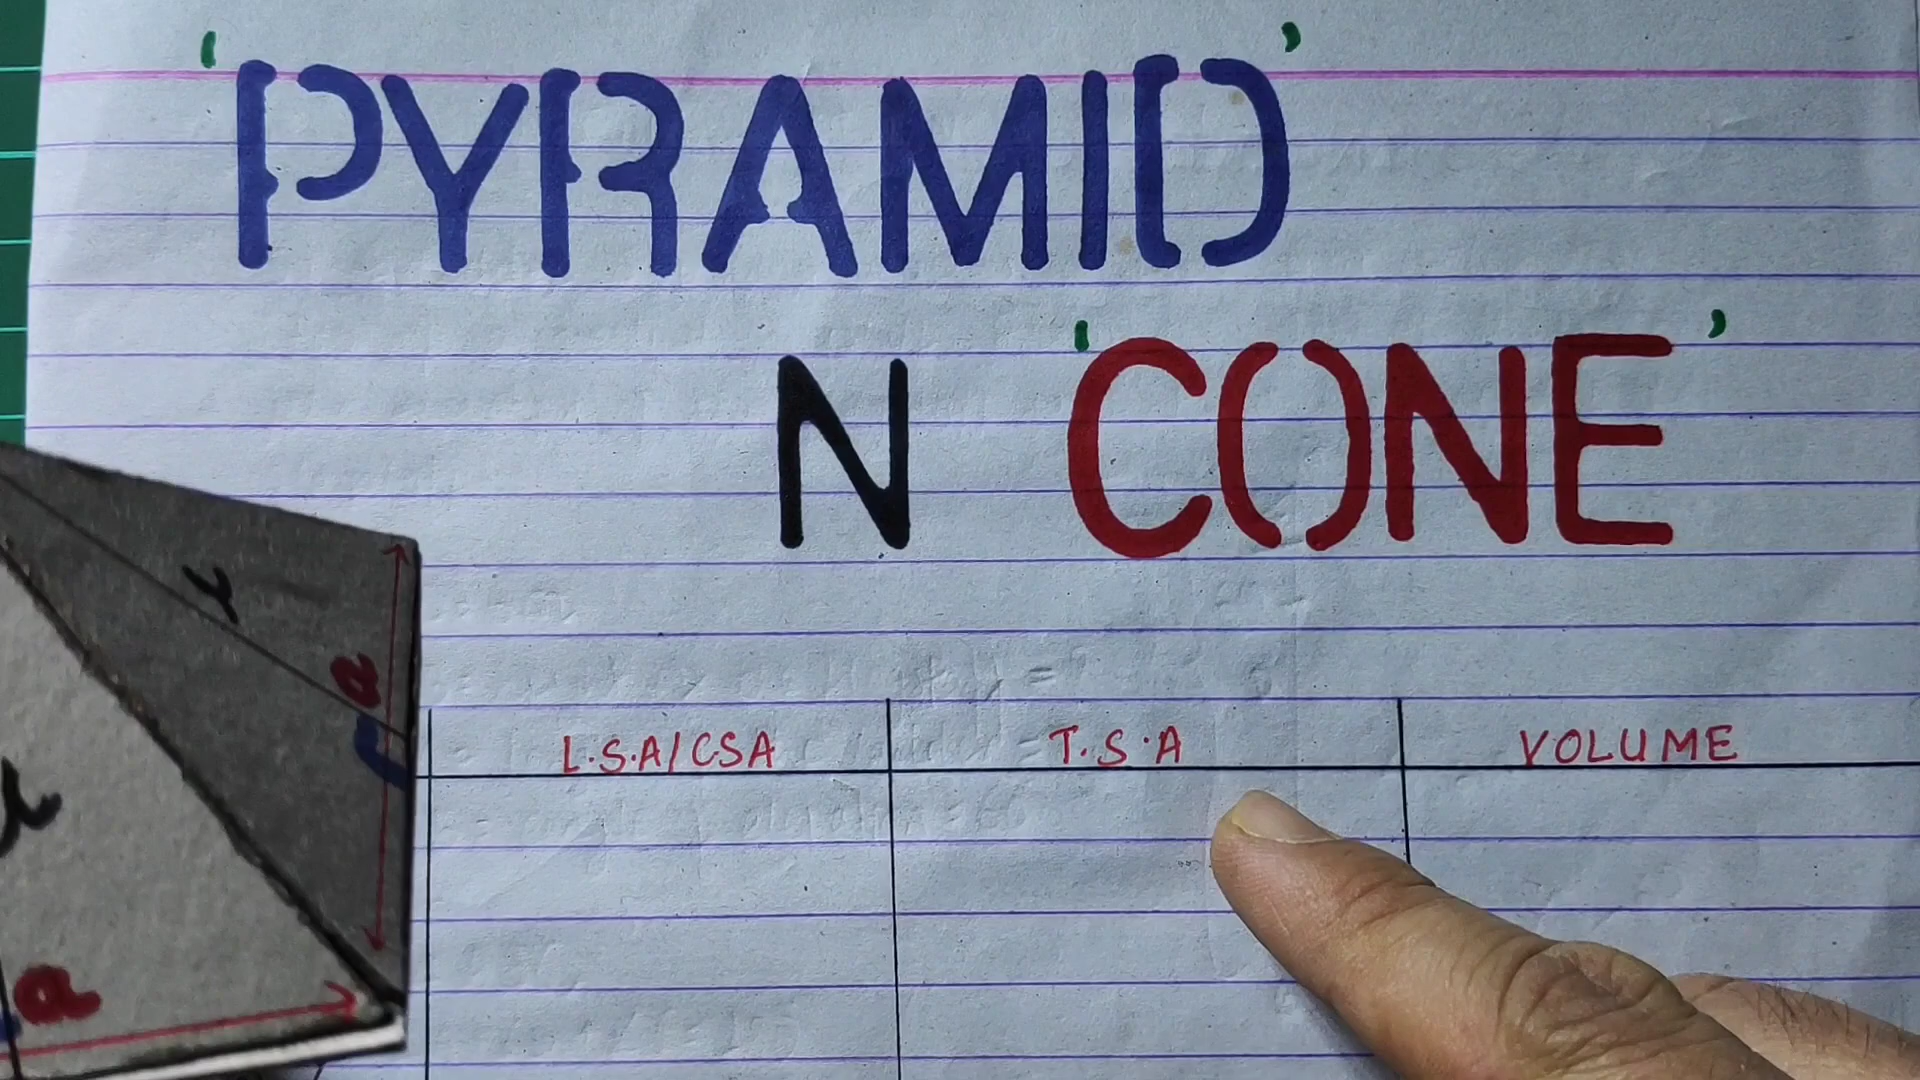 'PYRAMID'
N 'CONE'
L.S.A/CSA T.S.A VOLUME
a
a